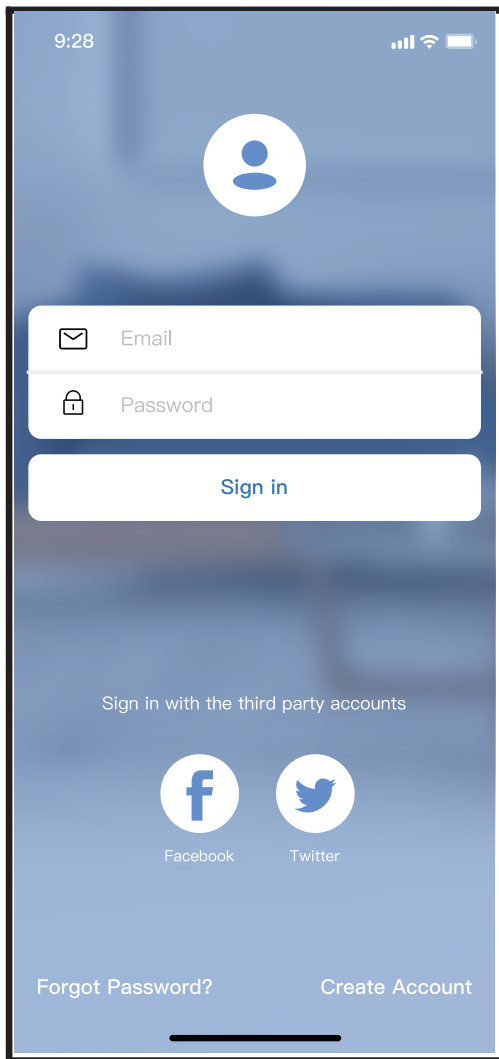 9:28
Email
Password
Sign in
Sign in with the third party accounts
Facebook Twitter
Forgot Password? Create Account